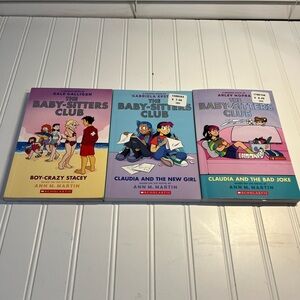 GALE GALLIGAN
THE
BABY-SITTERS
CLUB
BOY-CRAZY STACEY
ANN M. MARTIN
SCHOLASTIC
GABRIELA EPST
THE
BABY-SITTERS
CLUB
CLAUDIA AND THE NEW GIRL
ANN M. MARTIN
SCHOLASTIC
ARLEY NOPRA
THE
BABY-SITTERS
CLUB
CLAUDIA AND THE BAD JOKE
ANN M. MARTIN
SCHOLASTIC